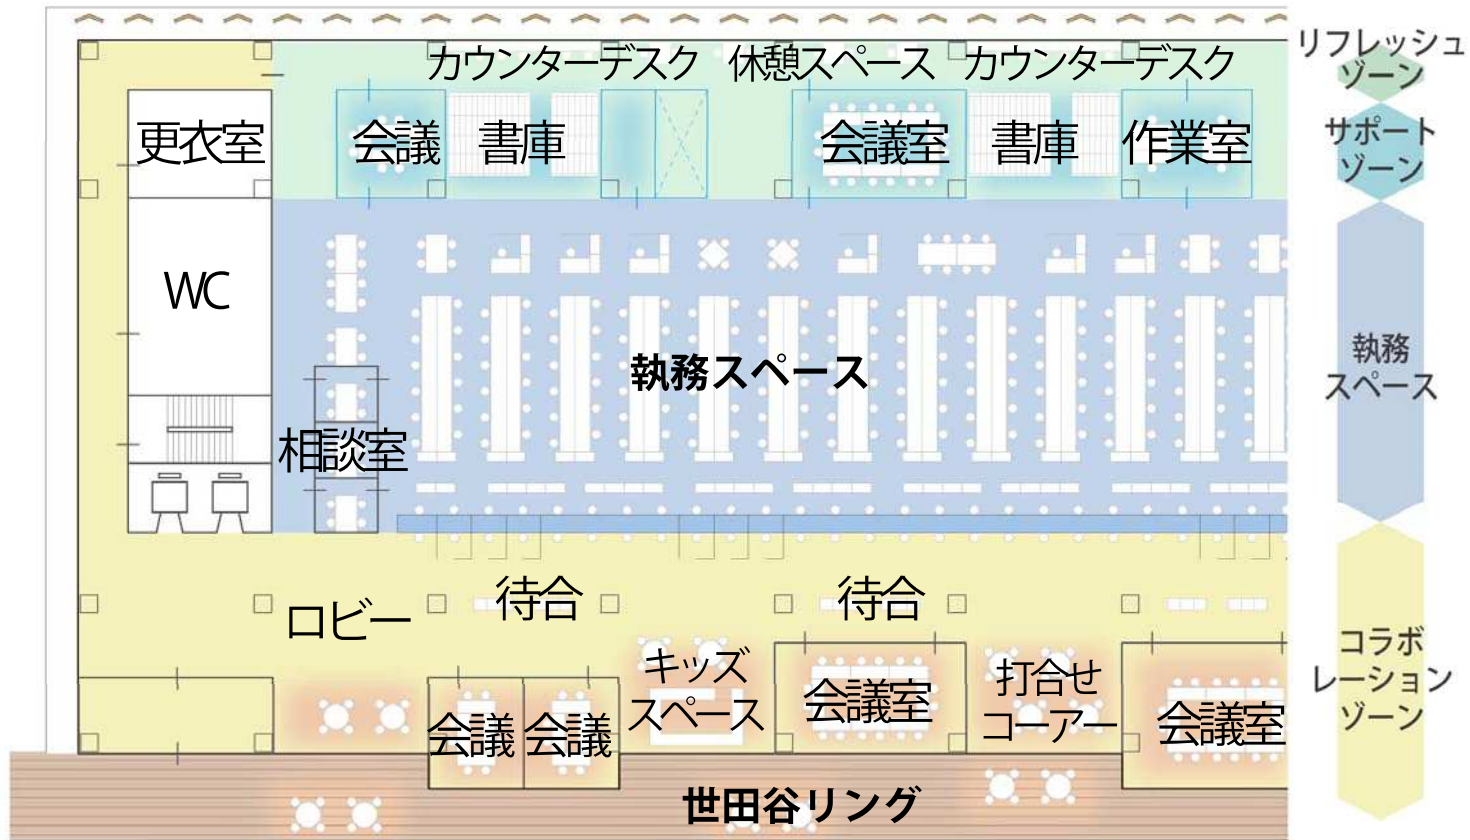 カウンターデスク 休憩スペース カウンターデスク
リフレッシュ
ゾーン
更衣室 会議 書庫 会議室 書庫 作業室
サポート
ゾーン
WC
執務スペース
執務
スペース
相談室
待合 待合
ロビー
キッズ
スペース
打合せ
コーアー
コラボ
レーション
ゾーン
会議 会議 会議室 会議室
世田谷リング